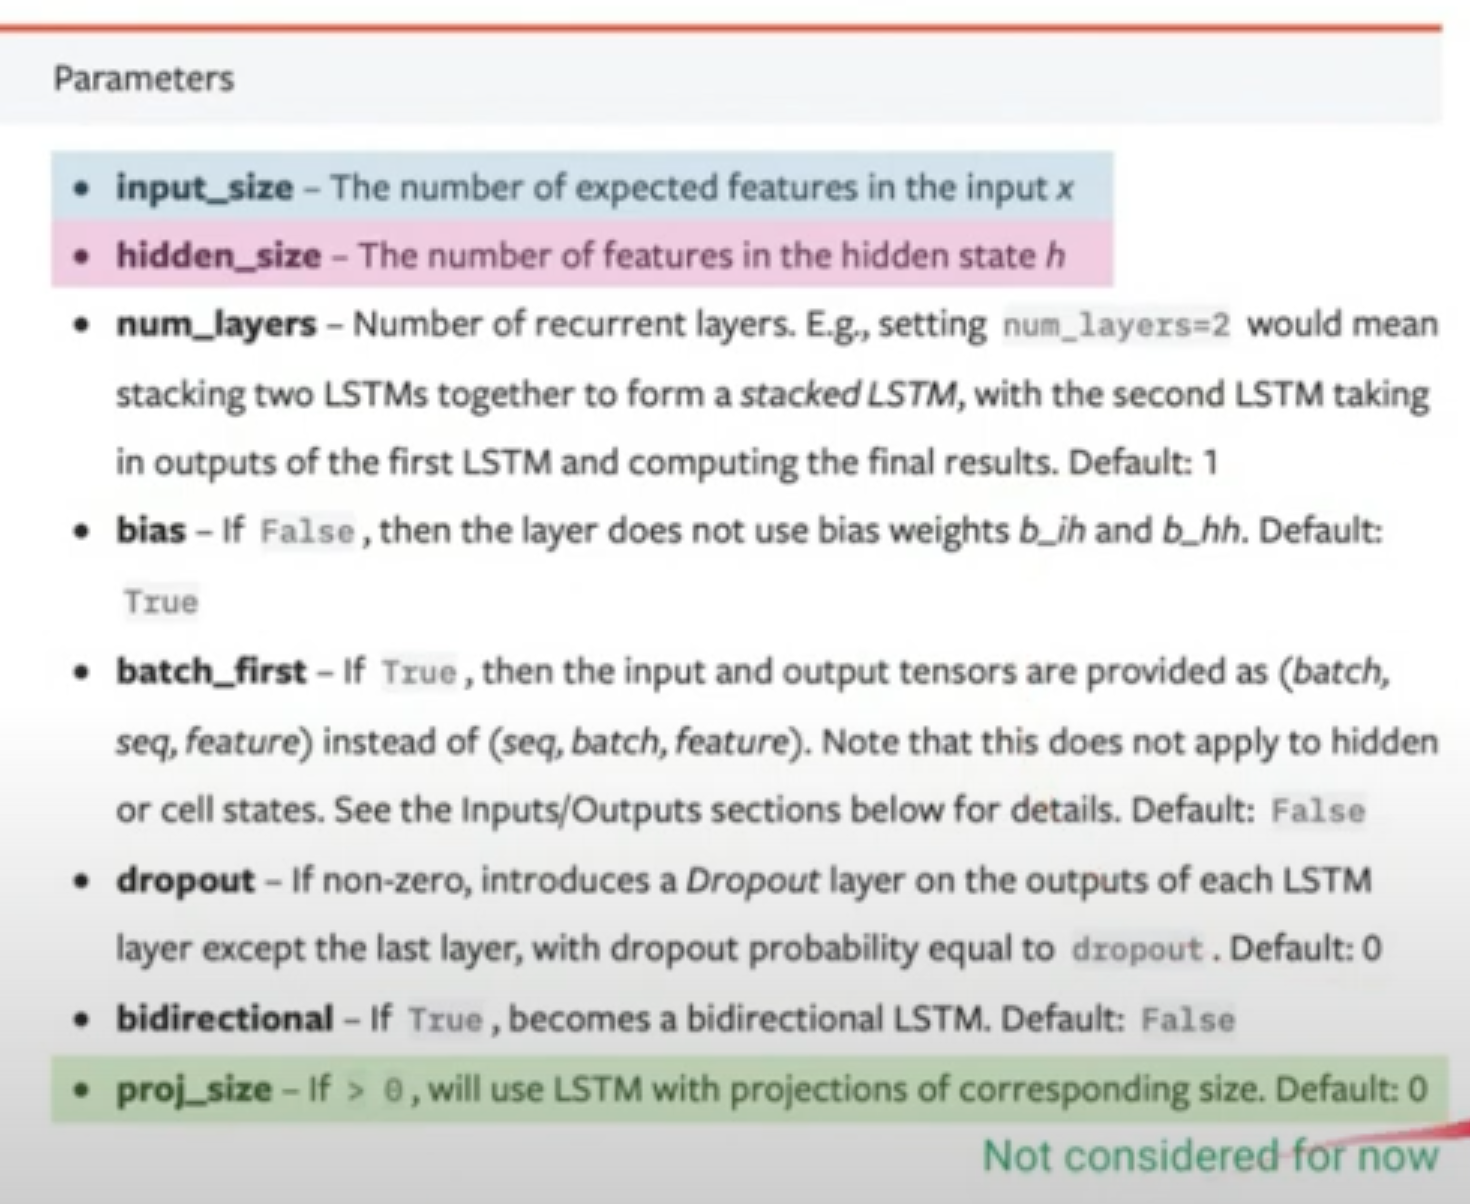 Parameters
• input_size – The number of expected features in the input x
• hidden_size – The number of features in the hidden state h
• num_layers – Number of recurrent layers. E.g., setting num_layers=2 would mean
stacking two LSTMs together to form a stacked LSTM, with the second LSTM taking
in outputs of the first LSTM and computing the final results. Default: 1
• bias – If False, then the layer does not use bias weights b_ih and b_hh. Default:
True
• batch_first – If True, then the input and output tensors are provided as (batch,
seq, feature) instead of (seq, batch, feature). Note that this does not apply to hidden
or cell states. See the Inputs/Outputs sections below for details. Default: False
• dropout – If non-zero, introduces a Dropout layer on the outputs of each LSTM
layer except the last layer, with dropout probability equal to dropout. Default: 0
• bidirectional – If True, becomes a bidirectional LSTM. Default: False
• proj_size – If > 0, will use LSTM with projections of corresponding size. Default: 0
Not considered for now